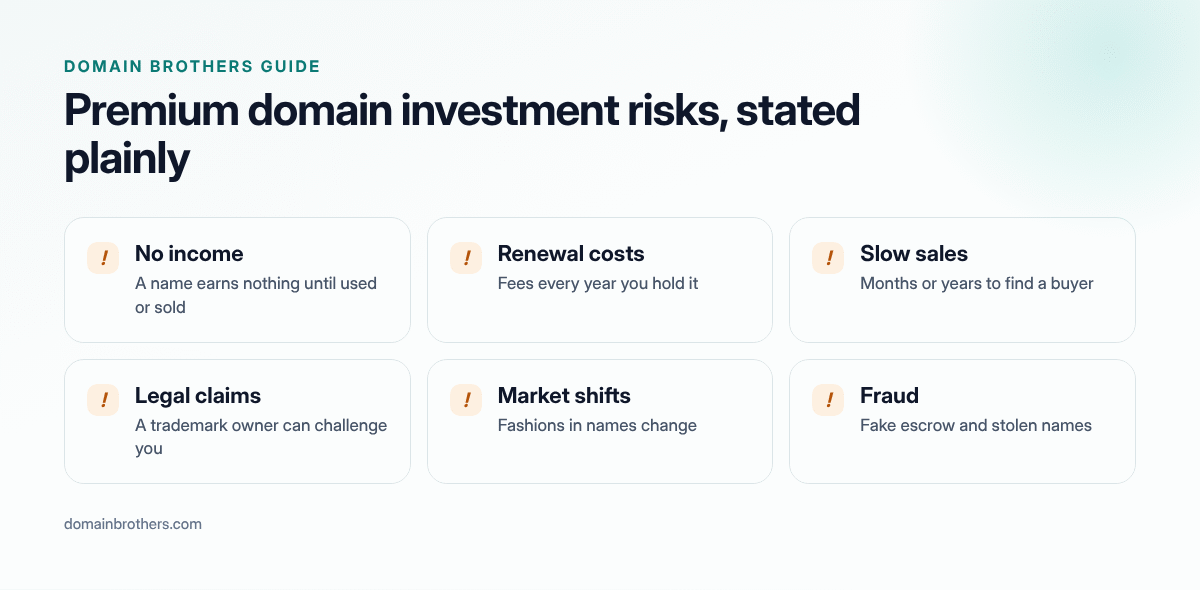 DOMAIN BROTHERS GUIDE
Premium domain investment risks, stated
plainly
! No income
A name earns nothing until used
or sold
! Renewal costs
Fees every year you hold it
! Slow sales
Months or years to find a buyer
! Legal claims
A trademark owner can challenge
you
! Market shifts
Fashions in names change
! Fraud
Fake escrow and stolen names
domainbrothers.com